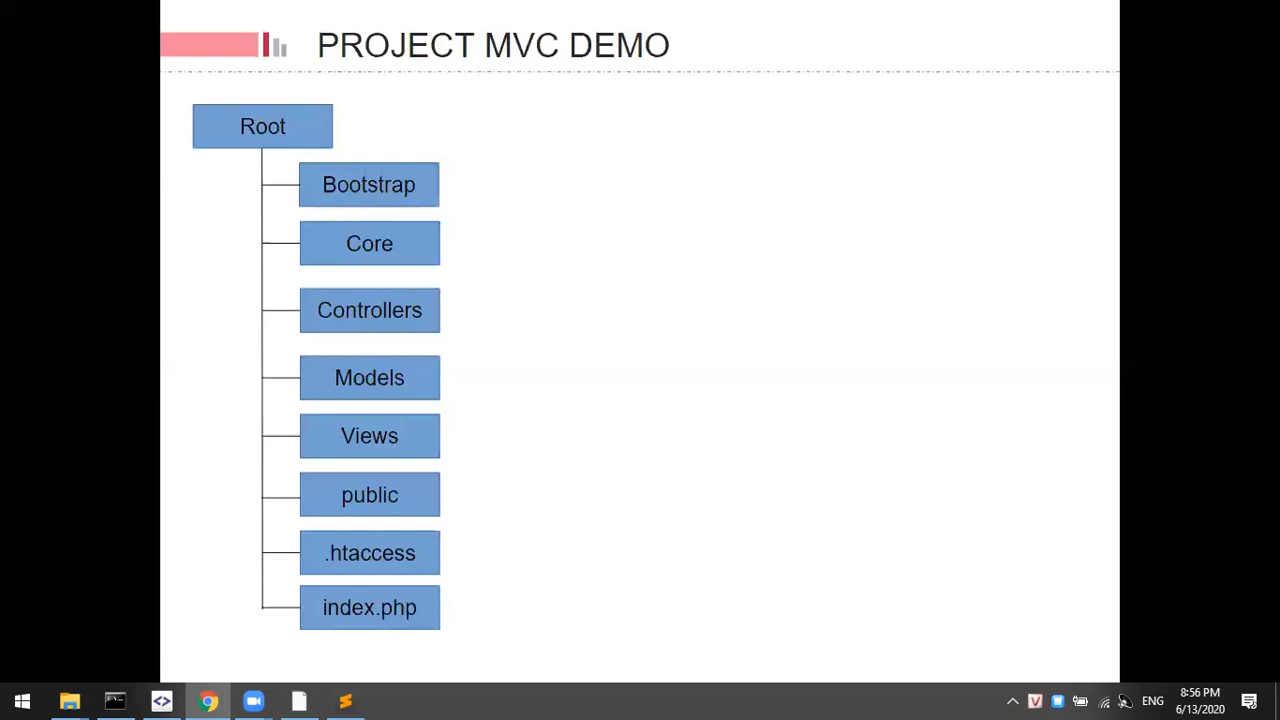 PROJECT MVC DEMO
Root
Bootstrap
Core
Controllers
Models
Views
public
.htaccess
index.php
V
ENG
8:56 PM
6/13/2020